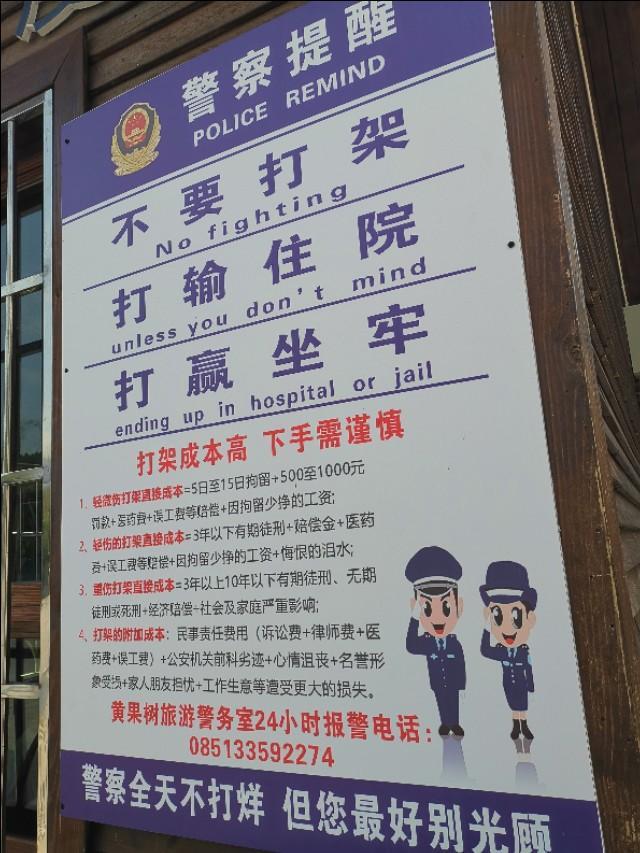 警察提醒
POLICE REMIND
不要打架
No fighting
打输住院
unless you don't mind
打赢坐牢
ending up in hospital or jail
打架成本高 下手需谨慎
1、轻微伤打架直接成本=5日至15日拘留+500至1000元
罚款+医药费+误工费等赔偿+因拘留少挣的工资;
2、轻伤的打架直接成本=3年以下有期徒刑+赔偿金+医药
费+误工费等赔偿+因拘留少挣的工资+悔恨的泪水;
3、重伤打架直接成本=3年以上10年以下有期徒刑、无期
徒刑或死刑+经济赔偿+社会及家庭严重影响;
4、打架的附加成本：民事责任费用（诉讼费+律师费+医
药费+误工费）+公安机关前科劣迹+心情沮丧+名誉形
象受损+家人朋友担忧+工作生意等遭受更大的损失。
黄果树旅游警务室24小时报警电话：
085133592274
警察全天不打烊 但您最好别光顾